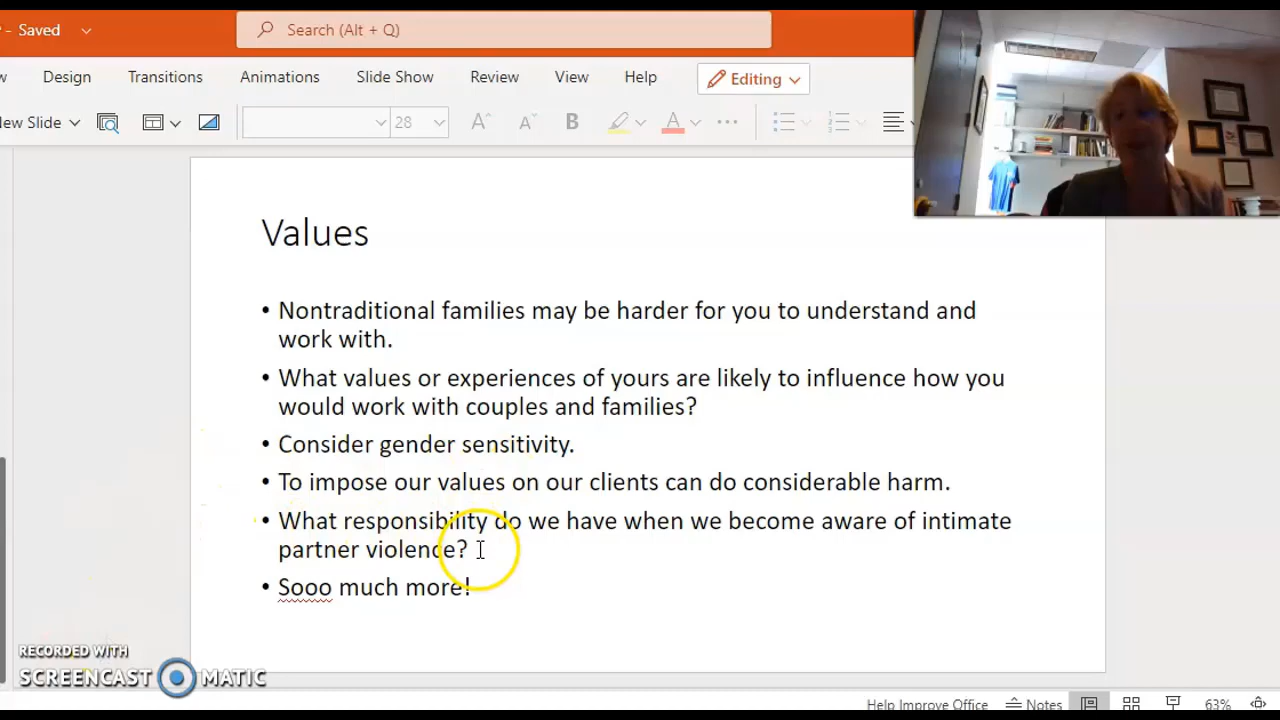 - Saved
Search (Alt + Q)
Design
Transitions
Animations
Slide Show
Review
View
Help
Editing
ew Slide
28
A
A
B
A
Values
• Nontraditional families may be harder for you to understand and
work with.
• What values or experiences of yours are likely to influence how you
would work with couples and families?
• Consider gender sensitivity.
• To impose our values on our clients can do considerable harm.
• What responsibility do we have when we become aware of intimate
partner violence?
• Sooo much more!
RECORDED WITH
SCREENCAST MATIC
Help Improve Office
Notes
63%